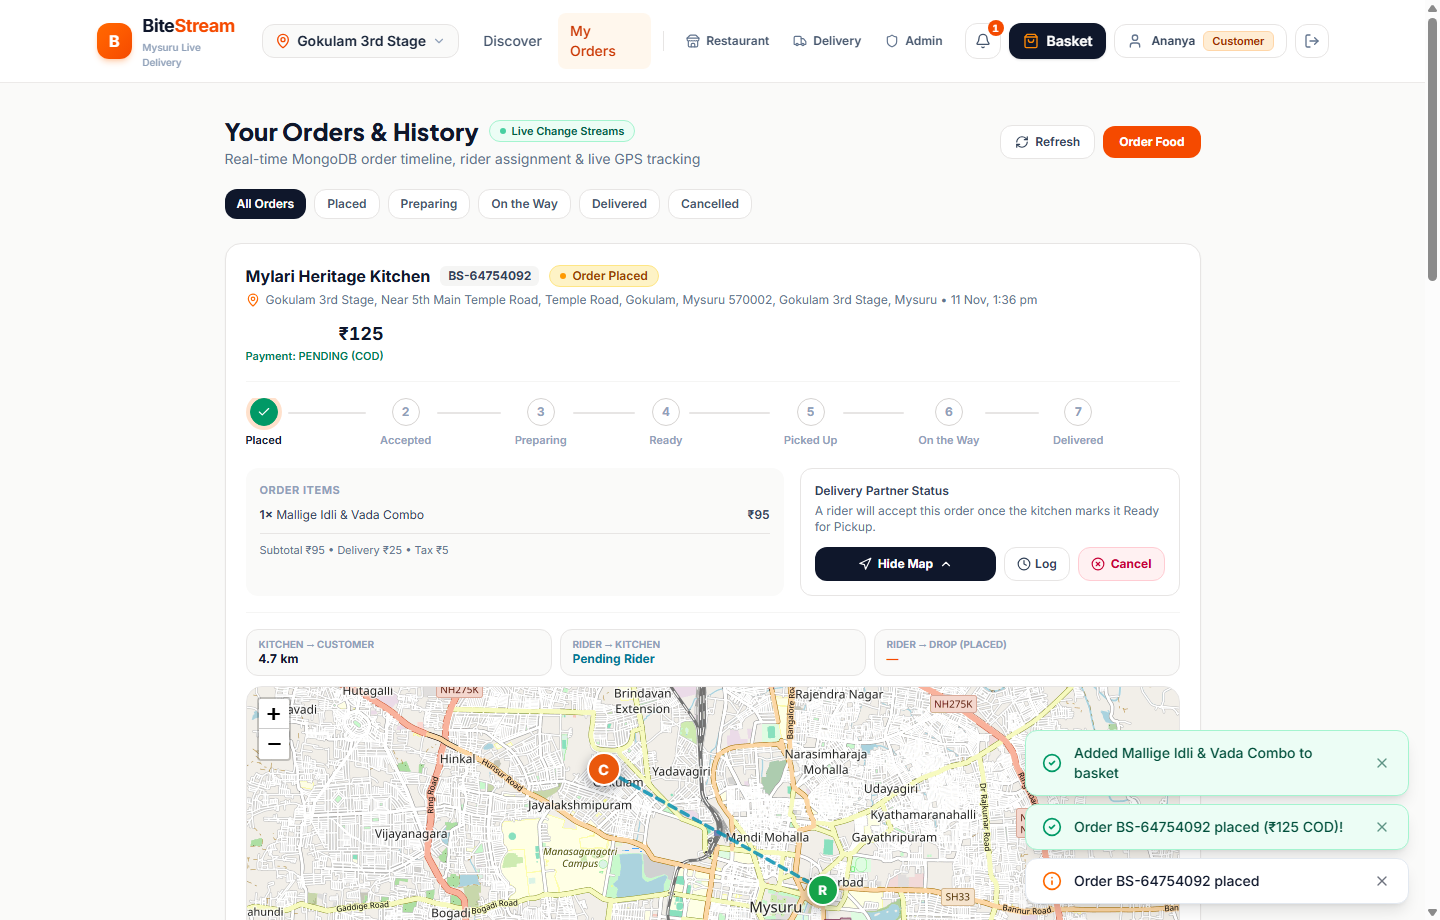 B
BiteStream
Mysuru Live
Delivery
Gokulam 3rd Stage
Discover
My
Orders
Restaurant
Delivery
Admin
1
Basket
Ananya
Customer
Your Orders & History
Live Change Streams
Real-time MongoDB order timeline, rider assignment & live GPS tracking
Refresh
Order Food
All Orders
Placed
Preparing
On the Way
Delivered
Cancelled
Mylari Heritage Kitchen
BS-64754092
Order Placed
Gokulam 3rd Stage, Near 5th Main Temple Road, Temple Road, Gokulam, Mysuru 570002, Gokulam 3rd Stage, Mysuru • 11 Nov, 1:36 pm
₹125
Payment: PENDING (COD)
2
3
4
5
6
7
Placed
Accepted
Preparing
Ready
Picked Up
On the Way
Delivered
ORDER ITEMS
1× Mallige Idli & Vada Combo
₹95
Subtotal ₹95 • Delivery ₹25 • Tax ₹5
Delivery Partner Status
A rider will accept this order once the kitchen marks it Ready
for Pickup.
Hide Map
Log
Cancel
KITCHEN → CUSTOMER
4.7 km
RIDER → KITCHEN
Pending Rider
RIDER → DROP (PLACED)
—
+
−
Hutagalli
NH275K
Brindavan
Extension
Bangalore
Rajendra Nagar
NH275K
Hinkal
Hunsur Road
C
Yadavagiri
Narasimharaja
Mohalla
Udayagiri
Ring Road
Jayalakshmipuram
Kyathamaranahalli
Dr Rajkumar Road
Vijayanagara
Mandi Mohalla
Gayathripuram
Manasagangotri
Campus
R
SH33
Gaddige Road
Bogadi
Bogadi Road
Mysuru
Bannur Road
Added Mallige Idli & Vada Combo to
basket
Order BS-64754092 placed (₹125 COD)!
Order BS-64754092 placed